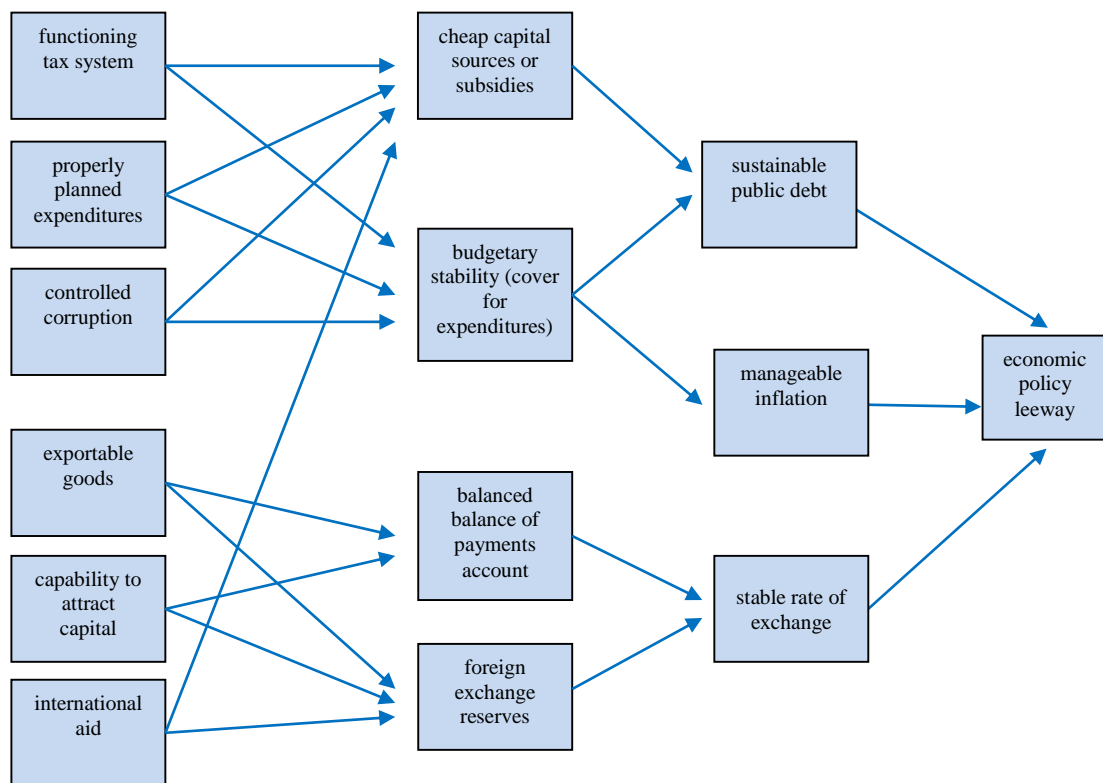 functioning
tax system
properly
planned
expenditures
controlled
corruption
exportable
goods
capability to
attract
capital
international
aid
cheap capital
sources or
subsidies
budgetary
stability (cover
for
expenditures)
balanced
balance of
payments
account
foreign
exchange
reserves
sustainable
public debt
manageable
inflation
stable rate of
exchange
economic
policy
leeway